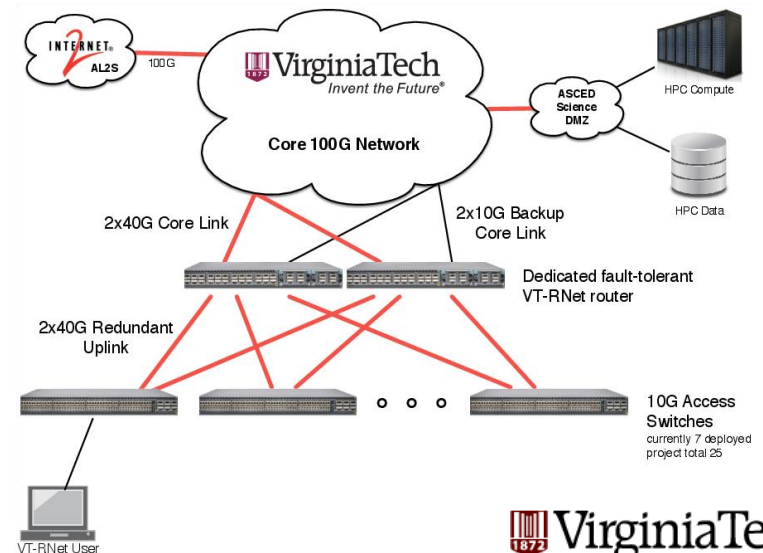 INTERNET®
2
AL2S
100G
1872
VirginiaTech
Invent the Future®
Core 100G Network
ASCED
Science
DMZ
HPC Compute
HPC Data
2x40G Core Link
2x10G Backup
Core Link
Dedicated fault-tolerant
VT-RNet router
2x40G Redundant
Uplink
10G Access
Switches
currently 7 deployed
project total 25
VT-RNet User
1872
VirginiaTe